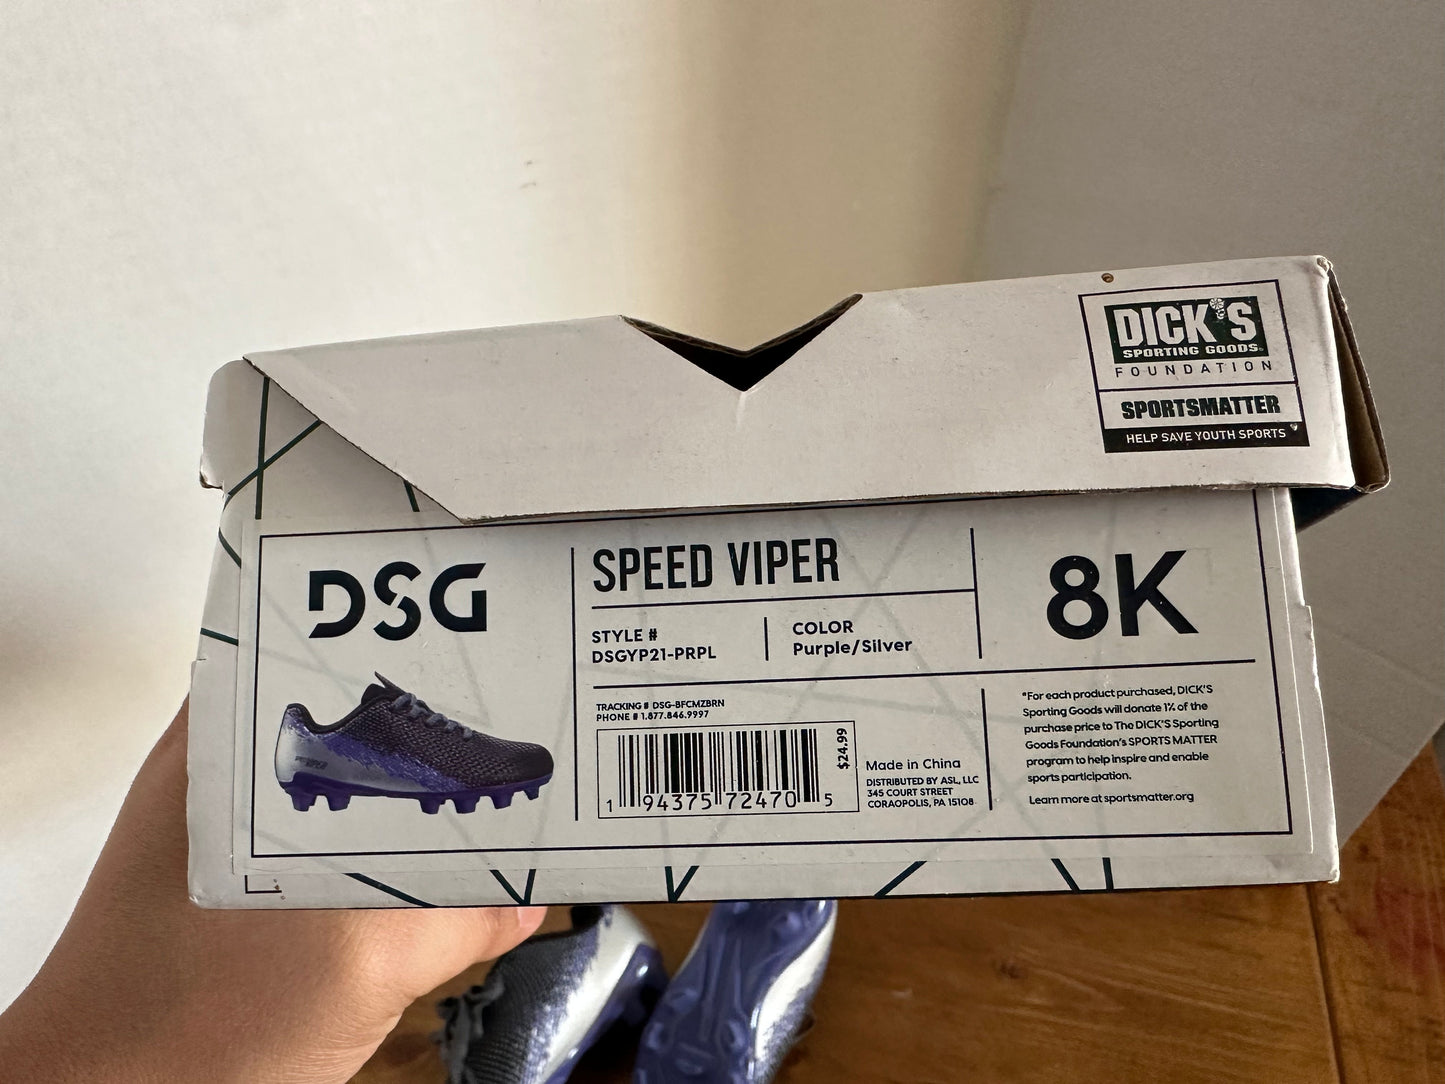 DICK'S
SPORTING GOODS
FOUNDATION
SPORTSMATTER
HELP SAVE YOUTH SPORTS
DSG
SPEED VIPER
8K
STYLE #
DSGYP21-PRPL
COLOR
Purple/Silver
TRACKING # DSG-BFCMZBRN
PHONE # 1.877.846.9997
$24.99
1 94375 72470 5
Made in China
DISTRIBUTED BY ASL, LLC
345 COURT STREET
CORAOPOLIS, PA 15108
*For each product purchased, DICK'S
Sporting Goods will donate 1% of the
purchase price to The DICK'S Sporting
Goods Foundation's SPORTS MATTER
program to help inspire and enable
sports participation.
Learn more at sportsmatter.org